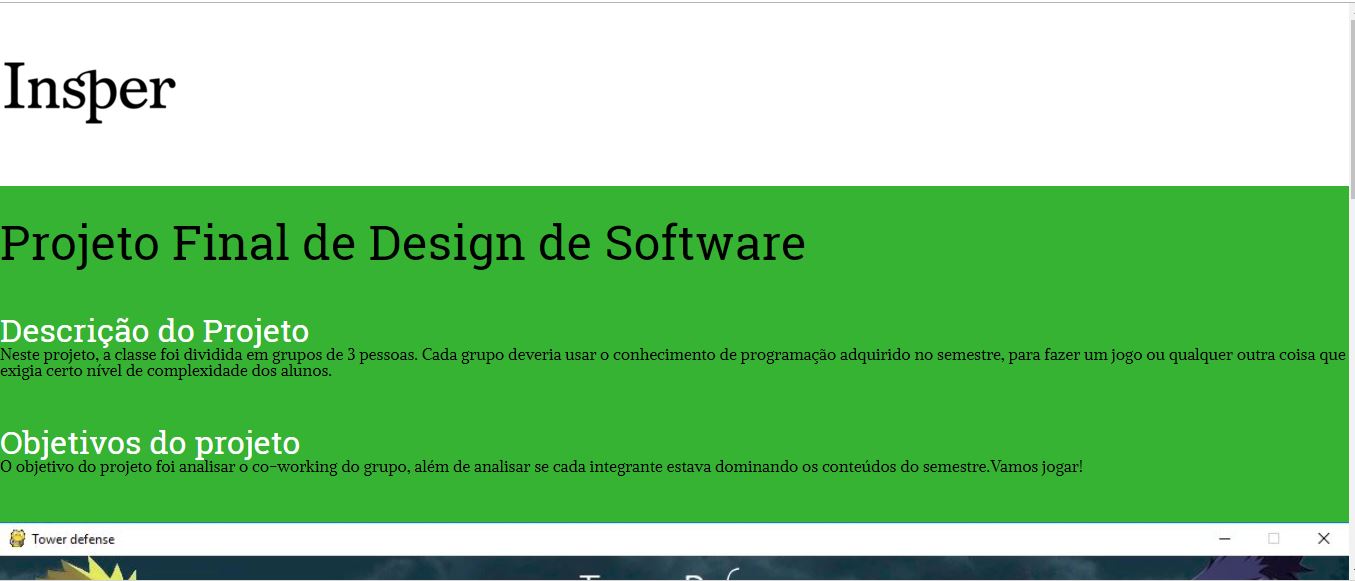 Insper
Projeto Final de Design de Software
Descrição do Projeto
Neste projeto, a classe foi dividida em grupos de 3 pessoas. Cada grupo deveria usar o conhecimento de programação adquirido no semestre, para fazer um jogo ou qualquer outra coisa que
exigia certo nível de complexidade dos alunos.
Objetivos do projeto
O objetivo do projeto foi analisar o co-working do grupo, além de analisar se cada integrante estava dominando os conteúdos do semestre.Vamos jogar!
Tower defense